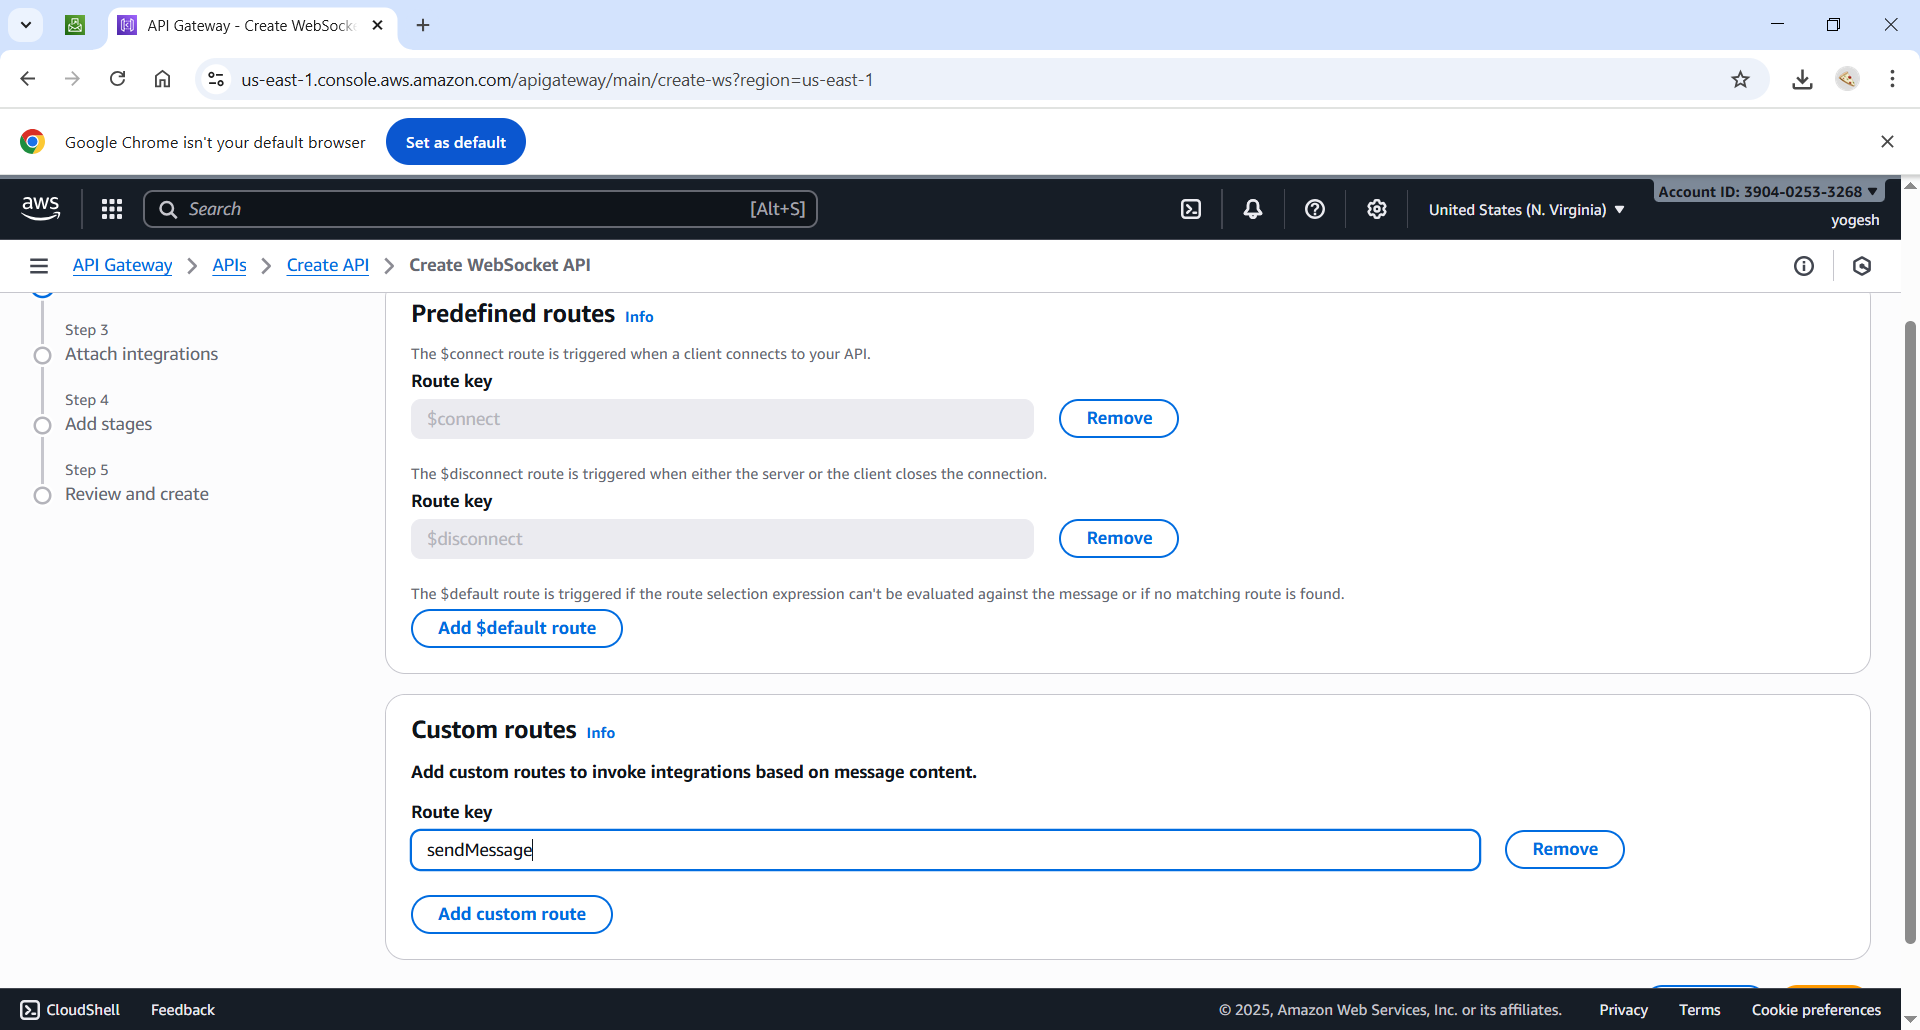 API Gateway - Create WebSocke
us-east-1.console.aws.amazon.com/apigateway/main/create-ws?region=us-east-1
Google Chrome isn't your default browser
Set as default
aws
Search
[Alt+S]
United States (N. Virginia)
Account ID: 3904-0253-3268
yogesh
API Gateway
APIs
Create API
Create WebSocket API
Step 3
Attach integrations
Step 4
Add stages
Step 5
Review and create
Predefined routes Info
The $connect route is triggered when a client connects to your API.
Route key
$connect
Remove
The $disconnect route is triggered when either the server or the client closes the connection.
Route key
$disconnect
Remove
The $default route is triggered if the route selection expression can't be evaluated against the message or if no matching route is found.
Add $default route
Custom routes Info
Add custom routes to invoke integrations based on message content.
Route key
sendMessage
Remove
Add custom route
CloudShell
Feedback
© 2025, Amazon Web Services, Inc. or its affiliates.
Privacy
Terms
Cookie preferences